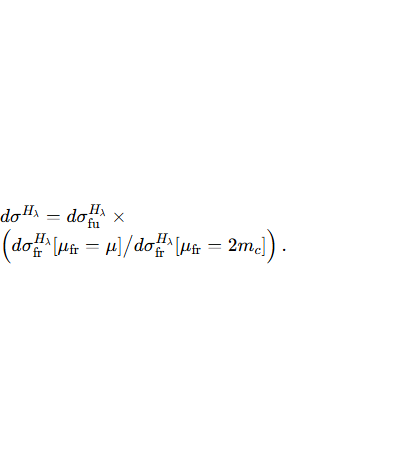 dσ^{H_λ} = dσ_{fu}^{H_λ} ×
(dσ_{fr}^{H_λ}[μ_{fr} = μ]/dσ_{fr}^{H_λ}[μ_{fr} = 2m_c]).